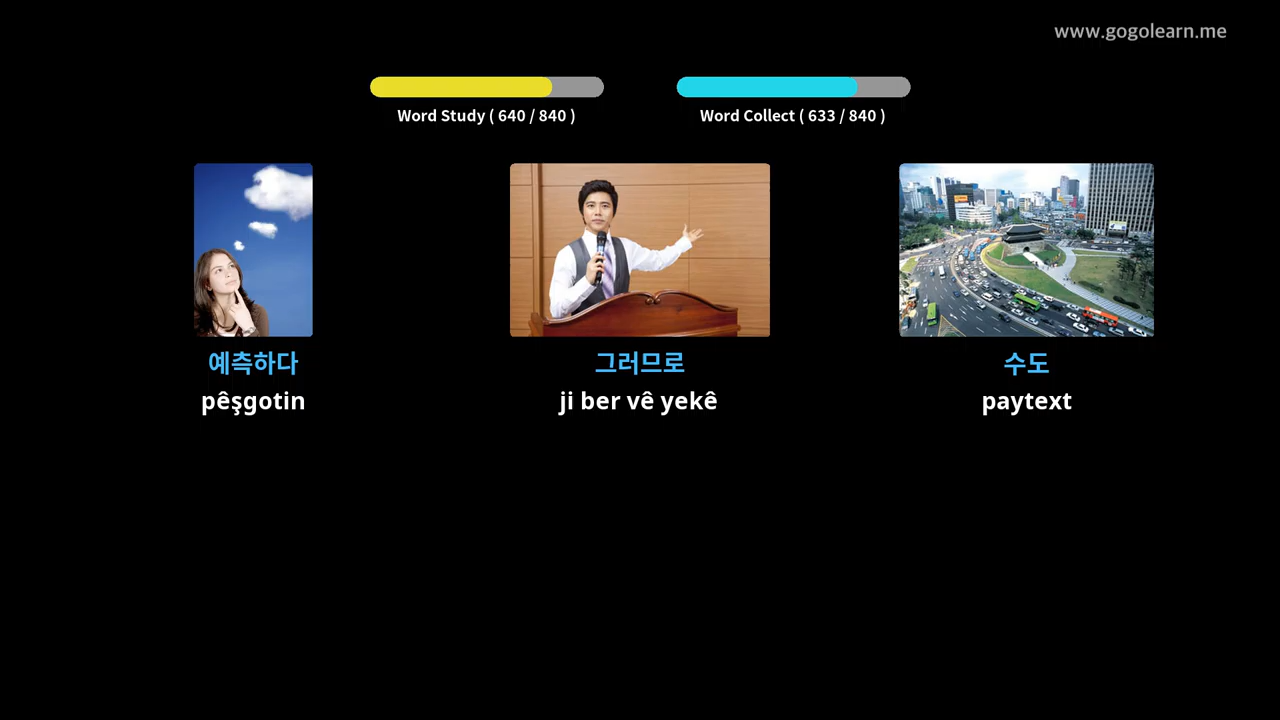 www.gogolearn.me
Word Study ( 640 / 840 )
Word Collect ( 633 / 840 )
예측하다
그러므로
수도
pêşgotin
ji ber vê yekê
paytext